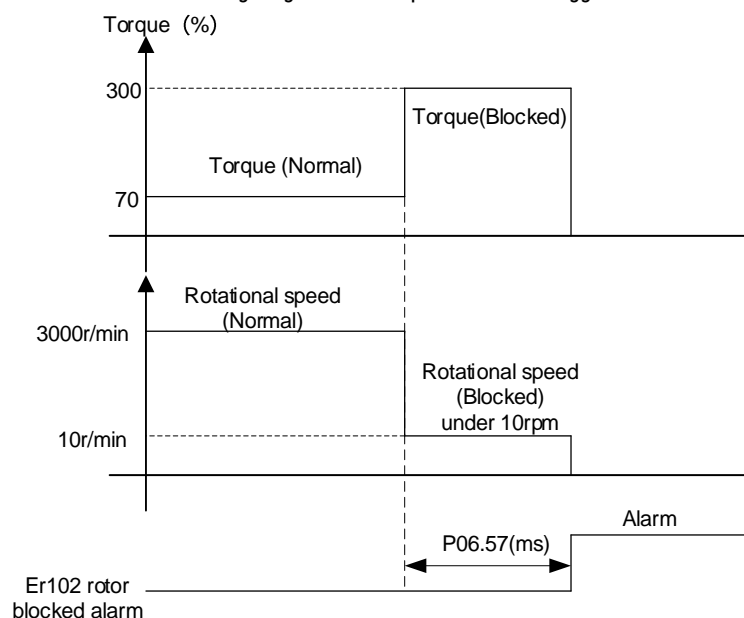 Torque (%)
300
Torque(Blocked)
Torque (Normal)
70
Rotational speed
(Normal)
3000r/min
Rotational speed
(Blocked)
under 10rpm
10r/min
Alarm
P06.57(ms)
Er102 rotor
blocked alarm